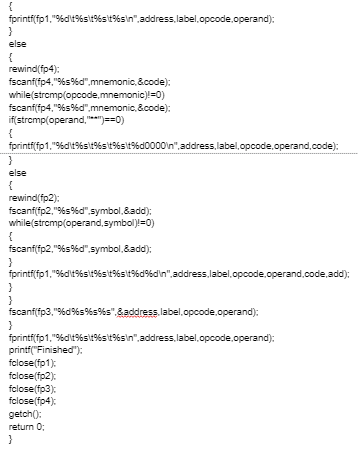 {
fprintf(fp1,"%d\t%s\t%s\t%s\n",address,label,opcode,operand);
}
else
{
rewind(fp4);
fscanf(fp4,"%s%d",mnemonic,&code);
while(strcmp(opcode,mnemonic)!=0)
fscanf(fp4,"%s%d",mnemonic,&code);
if(strcmp(operand,"**")==0)
{
fprintf(fp1,"%d\t%s\t%s\t%s\t%d0000\n",address,label,opcode,operand,code);
}
else
{
rewind(fp2);
fscanf(fp2,"%s%d",symbol,&add);
while(strcmp(operand,symbol)!=0)
{
fscanf(fp2,"%s%d",symbol,&add);
}
fprintf(fp1,"%d\t%s\t%s\t%s\t%d%d\n",address,label,opcode,operand,code,add);
}
}
fscanf(fp3,"%d%s%s%s",&address,label,opcode,operand);
}
fprintf(fp1,"%d\t%s\t%s\t%s\n",address,label,opcode,operand);
printf("Finished");
fclose(fp1);
fclose(fp2);
fclose(fp3);
fclose(fp4);
getch();
return 0;
}